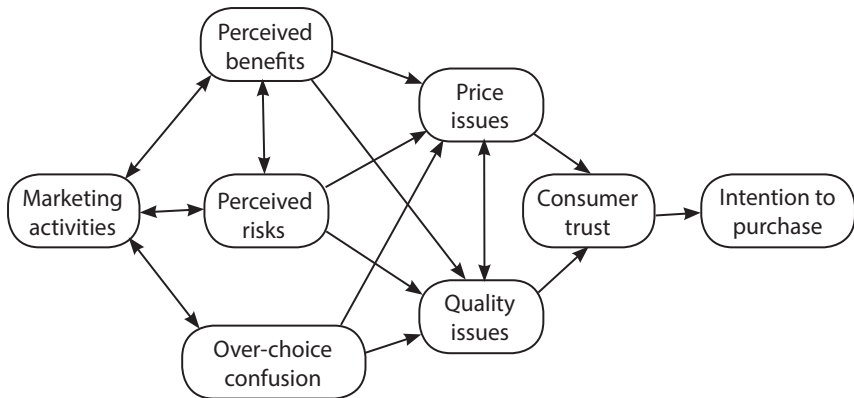 Perceived
benefits
Price
issues
Marketing
activities
Perceived
risks
Consumer
trust
Intention to
purchase
Quality
issues
Over-choice
confusion